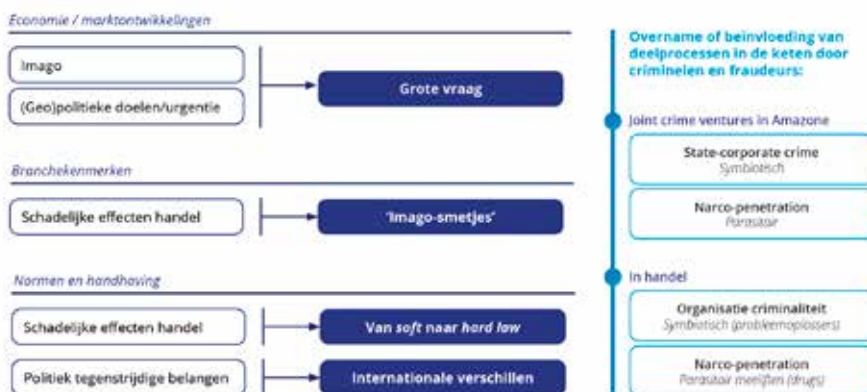 Economie / marktontwikkelingen
Imago
(Geo)politieke doelen/urgentie
Grote vraag
Branchekenmerken
Schadelijke effecten handel
'Imago-smetjes'
Normen en handhaving
Schadelijke effecten handel
Van soft naar hard law
Politiek tegenstrijdige belangen
Internationale verschillen
Overname of beïnvloeding van
deelprocessen in de keten door
criminelen en fraudeurs:
Joint crime ventures in Amazone
State-corporate crime
Symbiotisch
Narco-penetration
Parasitair
In handel
Organisatie criminaliteit
Symbiotisch (probleemoplossers)
Narco-penetration
Parasitair meeliften (drugs)